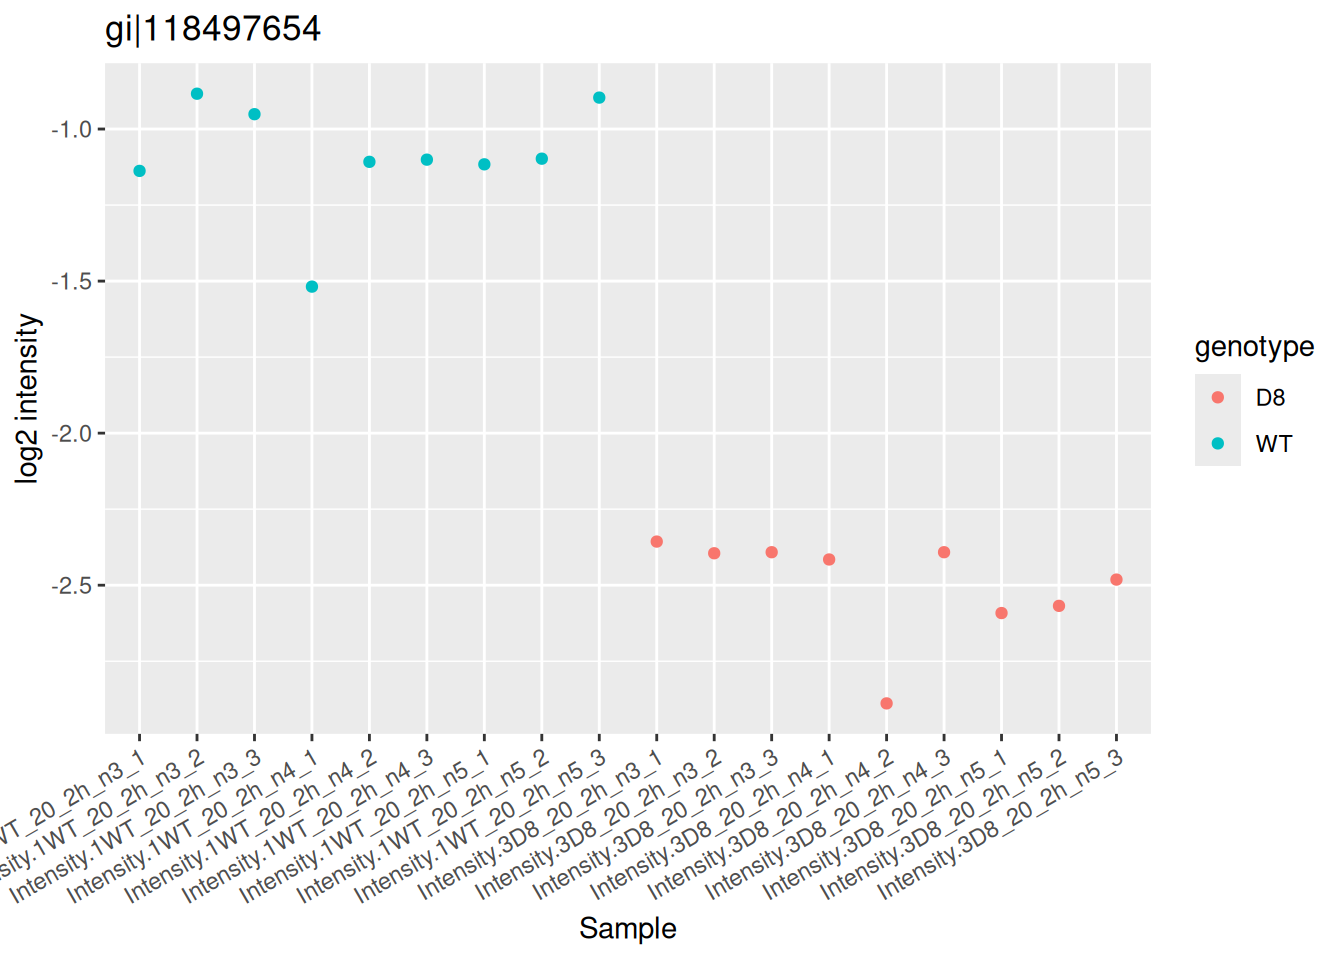 gi|118497654
log2 intensity
-1.0
-1.5
-2.0
-2.5
WT_20_2h_n3_1
sity.1WT_20_2h_n3_2
Intensity.1WT_20_2h_n3_3
Intensity.1WT_20_2h_n4_1
Intensity.1WT_20_2h_n4_2
Intensity.1WT_20_2h_n4_3
Intensity.1WT_20_2h_n5_1
Intensity.1WT_20_2h_n5_2
Intensity.1WT_20_2h_n5_3
Intensity.3D8_20_2h_n3_1
Intensity.3D8_20_2h_n3_2
Intensity.3D8_20_2h_n3_3
Intensity.3D8_20_2h_n4_1
Intensity.3D8_20_2h_n4_2
Intensity.3D8_20_2h_n4_3
Intensity.3D8_20_2h_n5_1
Intensity.3D8_20_2h_n5_2
Intensity.3D8_20_2h_n5_3
Sample
genotype
D8
WT